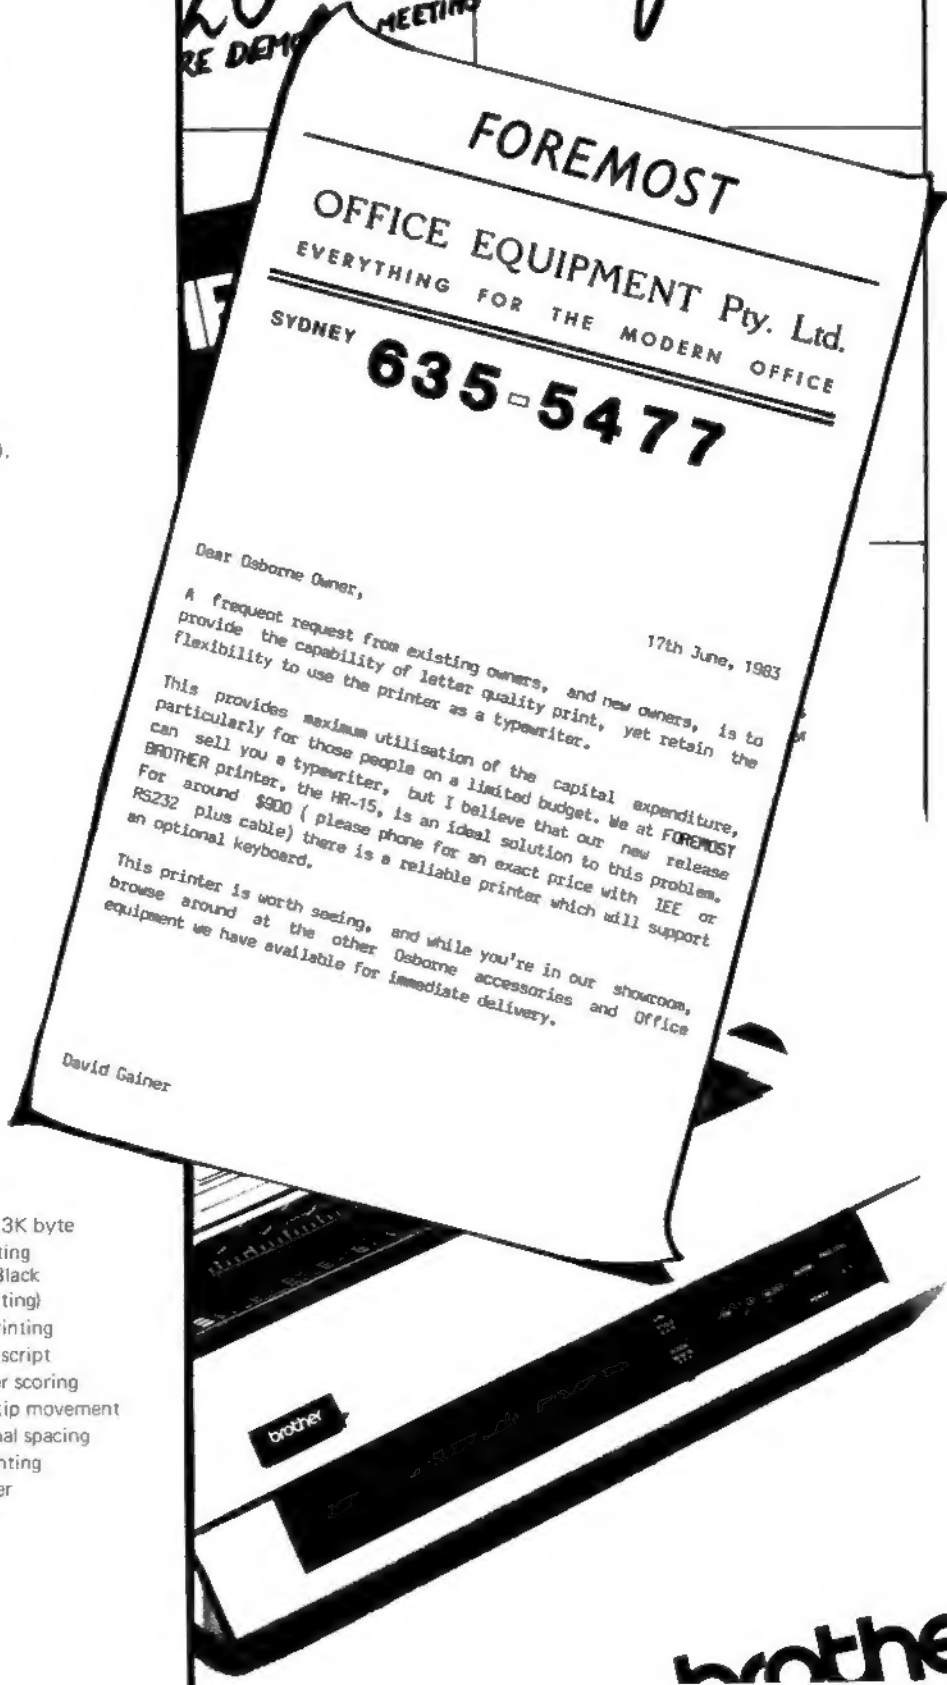 RE DEMO
MEETING
FOREMOST
OFFICE EQUIPMENT Pty. Ltd.
EVERYTHING FOR THE MODERN OFFICE
SYDNEY 635-5477
Dear Osborne Owner,
17th June, 1983
A frequent request from existing owners, and new owners, is to
provide the capability of letter quality print, yet retain the
flexibility to use the printer as a typewriter.
This provides maximum utilisation of the capital expenditure,
particularly for those people on a limited budget. We at FOREMOST
can sell you a typewriter, but I believe that our new release
BROTHER printer, the HR-15, is an ideal solution to this problem.
For around $900 ( please phone for an exact price with IEE or
RS232 plus cable) there is a reliable printer which will support
an optional keyboard.
This printer is worth seeing, and while you're in our showroom,
browse around at the other Osborne accessories and Office
equipment we have available for immediate delivery.
David Gainer
3K byte
ting
Black
ting)
inting
script
r scoring
ip movement
nal spacing
nting
er
brother
brothe